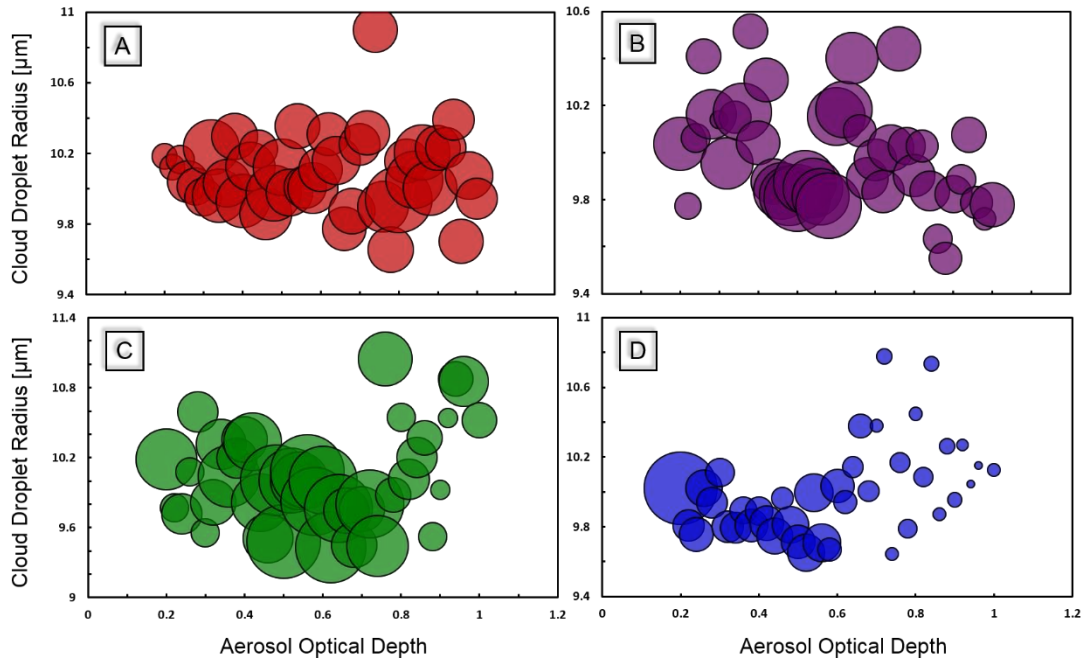 11
10.6
10.2
9.8
9.4
A
10.6
10.2
9.8
9.4
B
Cloud Droplet Radius [µm]
11.4
10.8
10.2
9.6
9
C
0 0.2 0.4 0.6 0.8 1 1.2
11
10.6
10.2
9.8
9.4
D
0 0.2 0.4 0.6 0.8 1 1.2
Cloud Droplet Radius [µm]
Aerosol Optical Depth
Aerosol Optical Depth